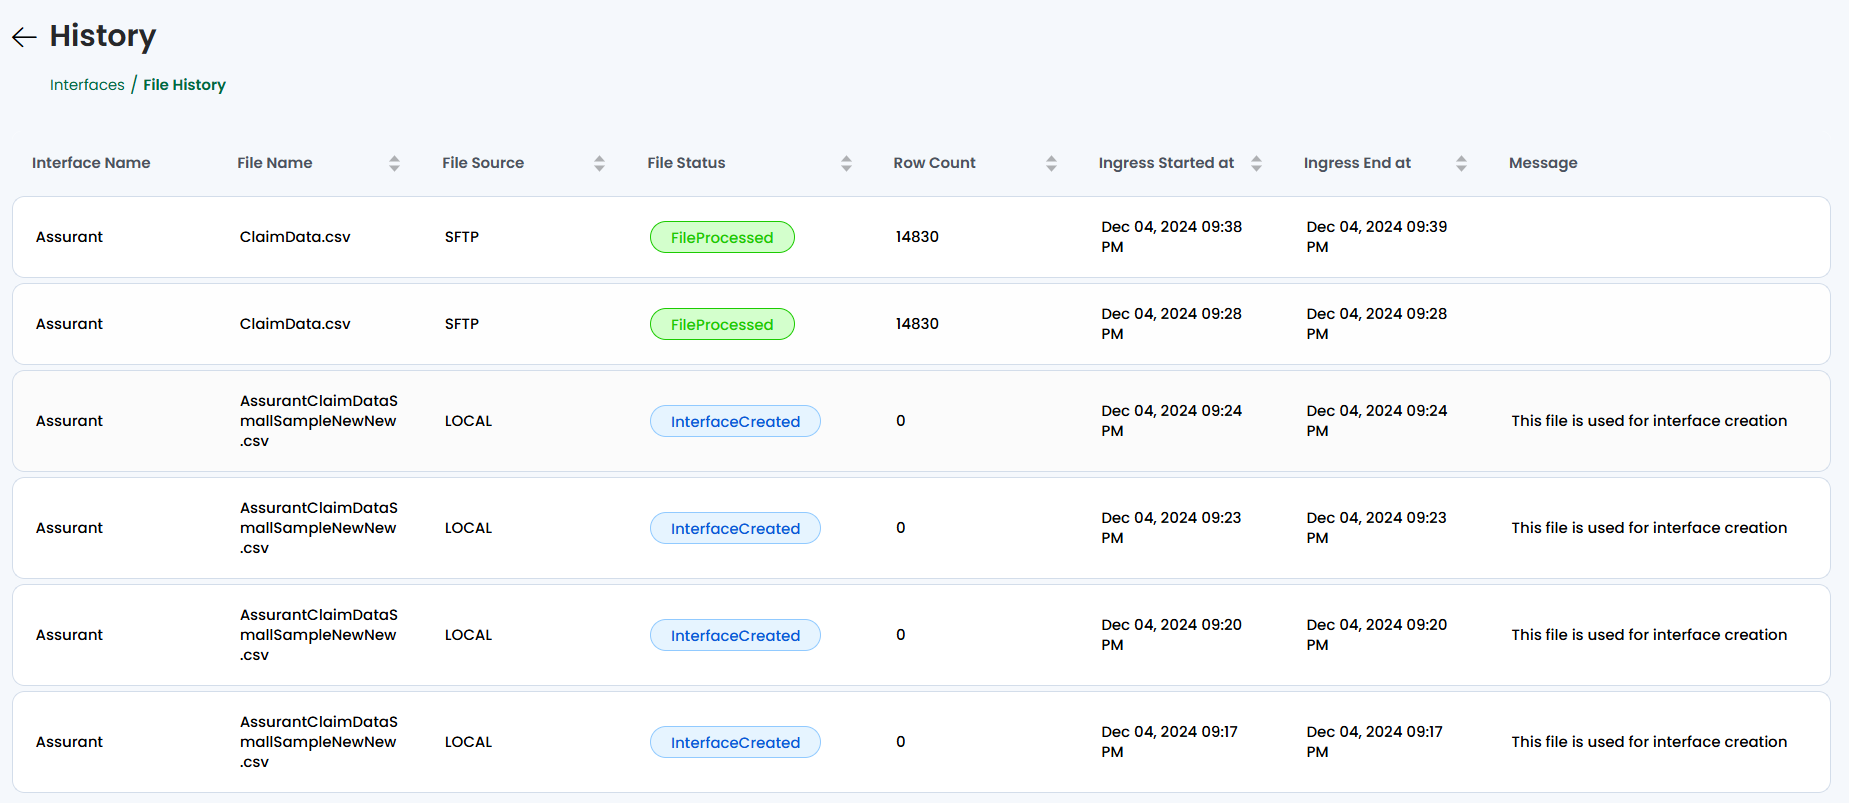 History
Interfaces / File History
Interface Name File Name File Source File Status Row Count Ingress Started at Ingress End at Message
Assurant ClaimData.csv SFTP FileProcessed 14830 Dec 04, 2024 09:38 PM Dec 04, 2024 09:39 PM
Assurant ClaimData.csv SFTP FileProcessed 14830 Dec 04, 2024 09:28 PM Dec 04, 2024 09:28 PM
Assurant AssurantClaimDataSmallSampleNewNew.csv LOCAL InterfaceCreated 0 Dec 04, 2024 09:24 PM Dec 04, 2024 09:24 PM This file is used for interface creation
Assurant AssurantClaimDataSmallSampleNewNew.csv LOCAL InterfaceCreated 0 Dec 04, 2024 09:23 PM Dec 04, 2024 09:23 PM This file is used for interface creation
Assurant AssurantClaimDataSmallSampleNewNew.csv LOCAL InterfaceCreated 0 Dec 04, 2024 09:20 PM Dec 04, 2024 09:20 PM This file is used for interface creation
Assurant AssurantClaimDataSmallSampleNewNew.csv LOCAL InterfaceCreated 0 Dec 04, 2024 09:17 PM Dec 04, 2024 09:17 PM This file is used for interface creation